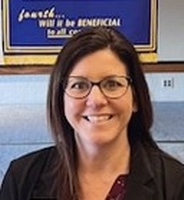 fourth...
Will it be BENEFICIAL
to all co